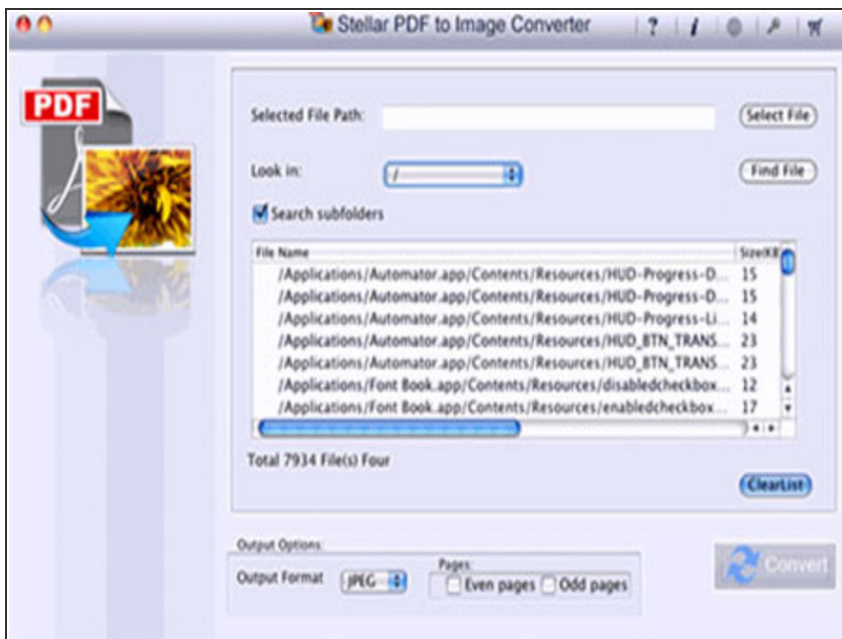 Stellar PDF to Image Converter ? i
PDF
Selected File Path: Select File
Look in: / Find File
Search subfolders
File Name Size(KB
/Applications/Automator.app/Contents/Resources/HUD-Progress-D... 15
/Applications/Automator.app/Contents/Resources/HUD-Progress-D... 15
/Applications/Automator.app/Contents/Resources/HUD-Progress-Li... 14
/Applications/Automator.app/Contents/Resources/HUD_BTN_TRANS... 23
/Applications/Automator.app/Contents/Resources/HUD_BTN_TRANS... 23
/Applications/Font Book.app/Contents/Resources/disabledcheckbox... 12
/Applications/Font Book.app/Contents/Resources/enabledcheckbox... 17
Total 7934 File(s) Four
ClearList
Output Options:
Output Format JPEG Pages: Even pages Odd pages
Convert